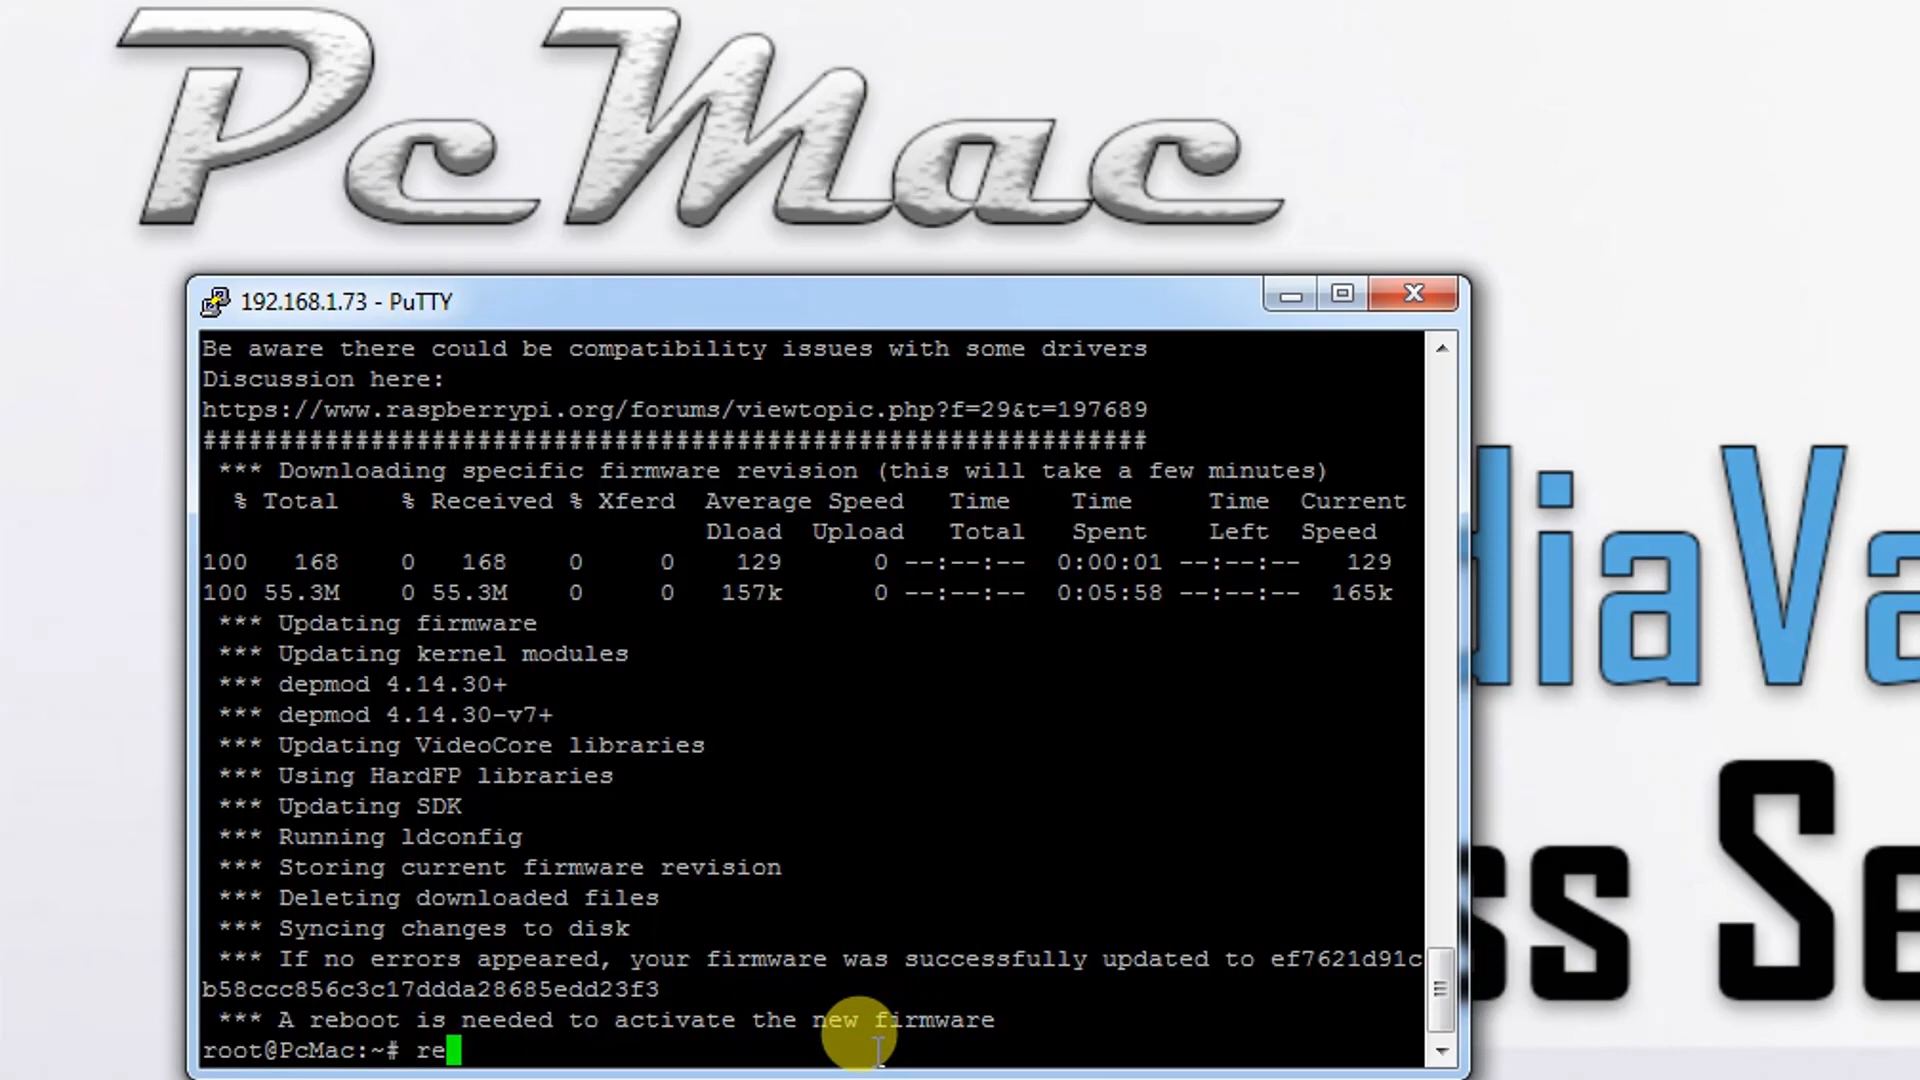 PcMac
192.168.1.73 - PuTTY
Be aware there could be compatibility issues with some drivers
Discussion here:
https://www.raspberrypi.org/forums/viewtopic.php?f=29&t=197689
##############################################################
*** Downloading specific firmware revision (this will take a few minutes)
% Total % Received % Xferd Average Speed Time Time Time Current
Dload Upload Total Spent Left Speed
100 168 0 168 0 0 129 0 --:--:-- 0:00:01 --:--:-- 129
100 55.3M 0 55.3M 0 0 157k 0 --:--:-- 0:05:58 --:--:-- 165k
*** Updating firmware
*** Updating kernel modules
*** depmod 4.14.30+
*** depmod 4.14.30-v7+
*** Updating VideoCore libraries
*** Using HardFP libraries
*** Updating SDK
*** Running ldconfig
*** Storing current firmware revision
*** Deleting downloaded files
*** Syncing changes to disk
*** If no errors appeared, your firmware was successfully updated to ef7621d91c
b58ccc856c3c17ddda28685edd23f3
*** A reboot is needed to activate the new firmware
root@PcMac:~# re
diaVa
ss Se